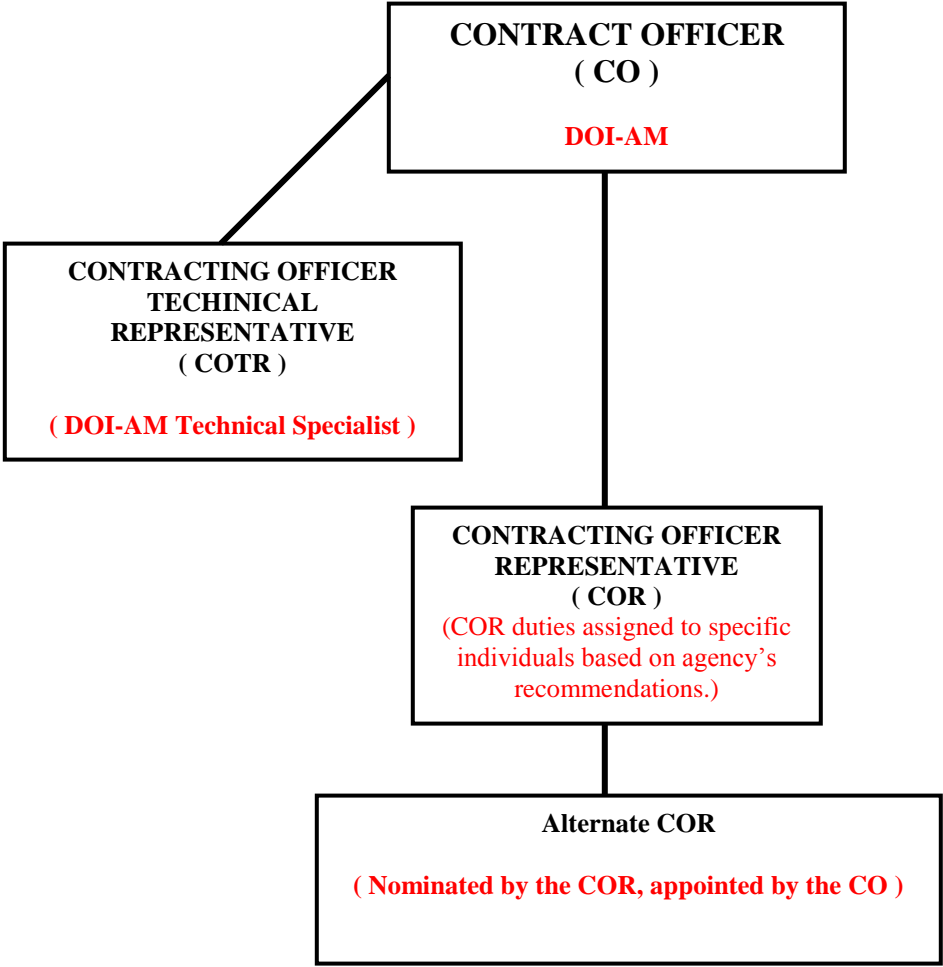 CONTRACT OFFICER
( CO )
DOI-AM
CONTRACTING OFFICER
TECHINICAL
REPRESENTATIVE
( COTR )
( DOI-AM Technical Specialist )
CONTRACTING OFFICER
REPRESENTATIVE
( COR )
(COR duties assigned to specific
individuals based on agency’s
recommendations.)
Alternate COR
( Nominated by the COR, appointed by the CO )